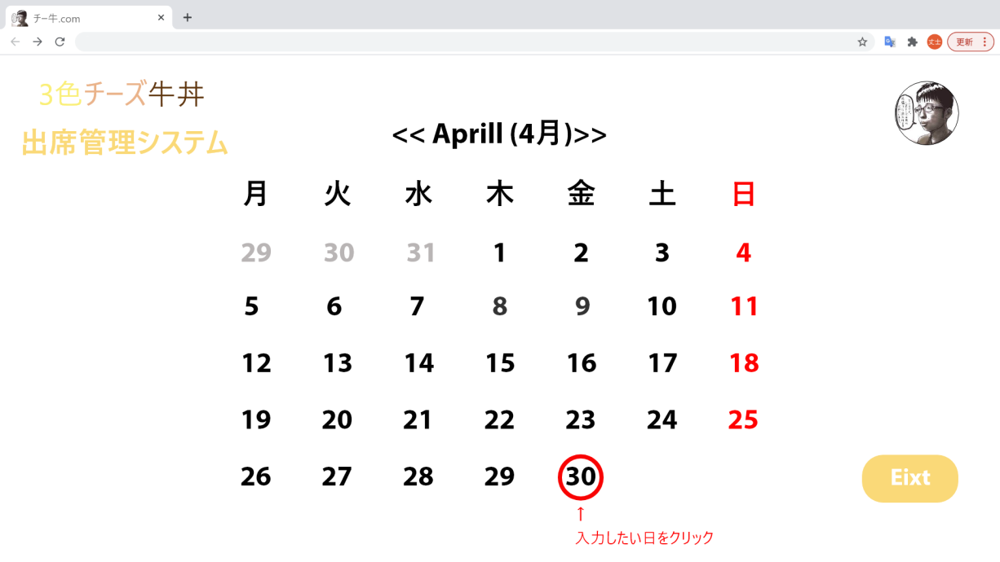 チー牛.com
丈士
更新
3色チーズ牛丼
出席管理システム
<< Aprill (4月)>>
月 火 水 木 金 土 日
29 30 31 1 2 3 4
5 6 7 8 9 10 11
12 13 14 15 16 17 18
19 20 21 22 23 24 25
26 27 28 29 30
Eixt
↑
入力したい日をクリック